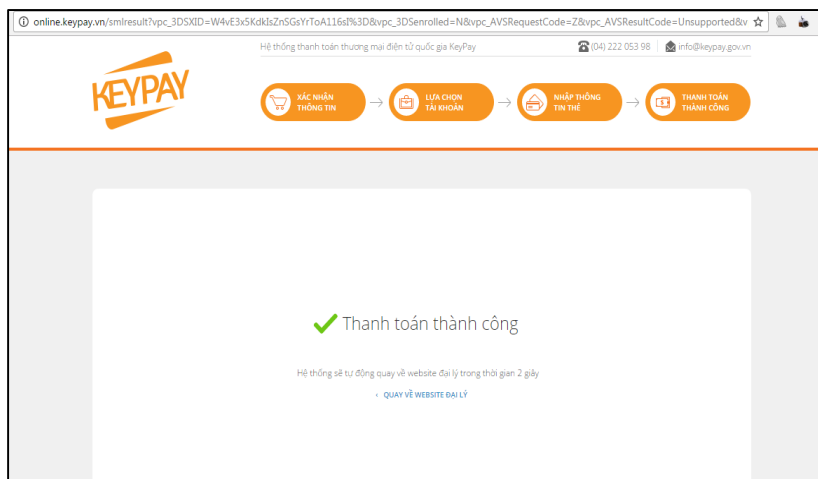 online.keypay.vn/smlresult?vpc_3DSXID=W4vE3x5KdkIsZnSGsYrToA116sI%3D&vpc_3DSenrolled=N&vpc_AVSRequestCode=Z&vpc_AVSResultCode=Unsupported&v
Hệ thống thanh toán thương mại điện tử quốc gia KeyPay
(04) 222 053 98
info@keypay.gov.vn
KEYPAY
XÁC NHẬN
THÔNG TIN
LỰA CHỌN
TÀI KHOẢN
NHẬP THÔNG
TIN THẺ
THANH TOÁN
THÀNH CÔNG
Thanh toán thành công
Hệ thống sẽ tự động quay về website đại lý trong thời gian 2 giây
‹ QUAY VỀ WEBSITE ĐẠI LÝ